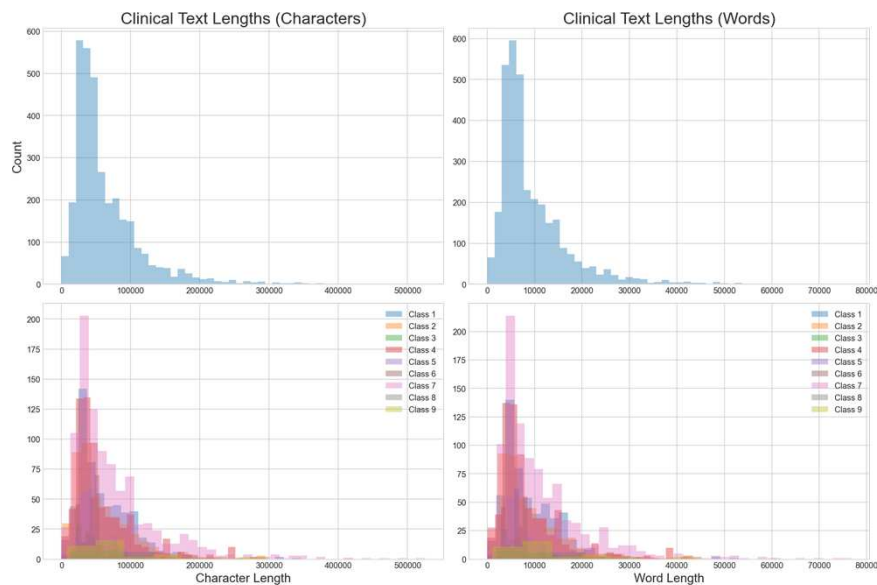 Clinical Text Lengths (Characters)
600
500
400
300
200
100
0
Count
0 100000 200000 300000 400000 500000
Clinical Text Lengths (Words)
600
500
400
300
200
100
0
0 10000 20000 30000 40000 50000 60000 70000 80000
200
175
150
125
100
75
50
25
0
Class 1
Class 2
Class 3
Class 4
Class 5
Class 6
Class 7
Class 8
Class 9
0 100000 200000 300000 400000 500000
Character Length
200
175
150
125
100
75
50
25
0
Class 1
Class 2
Class 3
Class 4
Class 5
Class 6
Class 7
Class 8
Class 9
0 10000 20000 30000 40000 50000 60000 70000 80000
Word Length